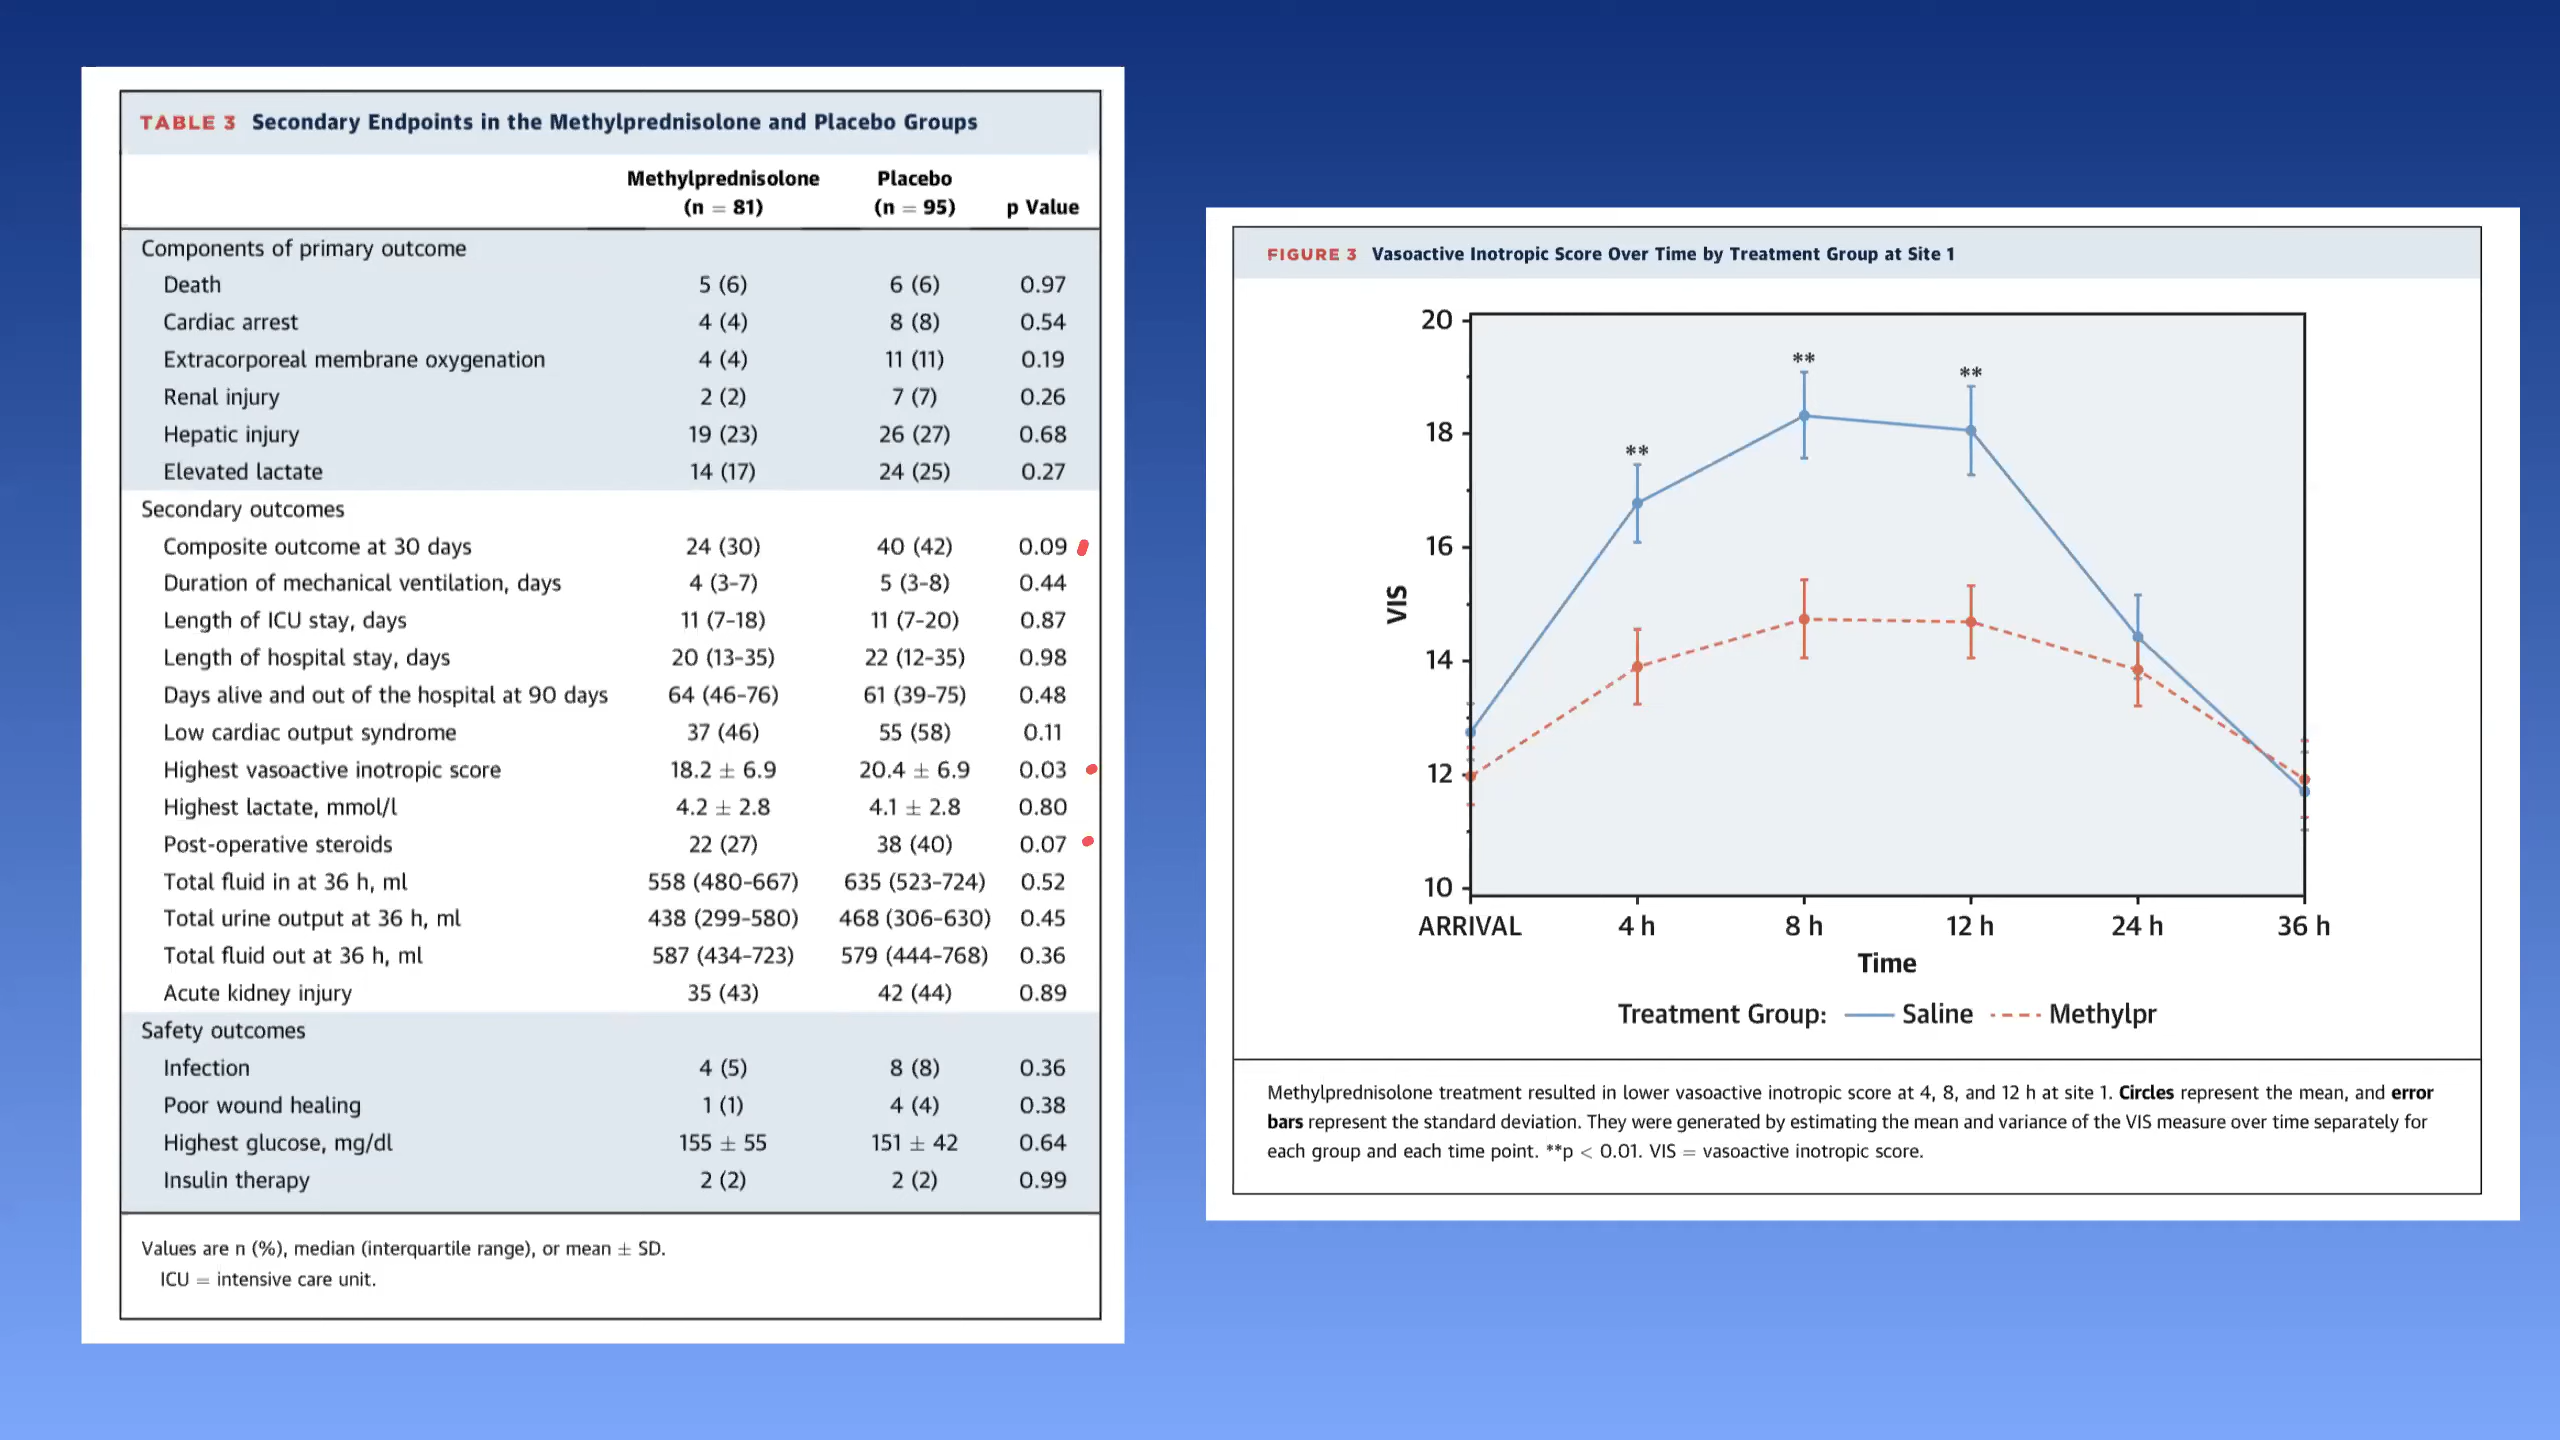 TABLE 3 Secondary Endpoints in the Methylprednisolone and Placebo Groups
Methylprednisolone (n = 81) Placebo (n = 95) p Value
Components of primary outcome
Death 5 (6) 6 (6) 0.97
Cardiac arrest 4 (4) 8 (8) 0.54
Extracorporeal membrane oxygenation 4 (4) 11 (11) 0.19
Renal injury 2 (2) 7 (7) 0.26
Hepatic injury 19 (23) 26 (27) 0.68
Elevated lactate 14 (17) 24 (25) 0.27
Secondary outcomes
Composite outcome at 30 days 24 (30) 40 (42) 0.09
Duration of mechanical ventilation, days 4 (3–7) 5 (3–8) 0.44
Length of ICU stay, days 11 (7–18) 11 (7–20) 0.87
Length of hospital stay, days 20 (13–35) 22 (12–35) 0.98
Days alive and out of the hospital at 90 days 64 (46–76) 61 (39–75) 0.48
Low cardiac output syndrome 37 (46) 55 (58) 0.11
Highest vasoactive inotropic score 18.2 ± 6.9 20.4 ± 6.9 0.03
Highest lactate, mmol/l 4.2 ± 2.8 4.1 ± 2.8 0.80
Post-operative steroids 22 (27) 38 (40) 0.07
Total fluid in at 36 h, ml 558 (480–667) 635 (523–724) 0.52
Total urine output at 36 h, ml 438 (299–580) 468 (306–630) 0.45
Total fluid out at 36 h, ml 587 (434–723) 579 (444–768) 0.36
Acute kidney injury 35 (43) 42 (44) 0.89
Safety outcomes
Infection 4 (5) 8 (8) 0.36
Poor wound healing 1 (1) 4 (4) 0.38
Highest glucose, mg/dl 155 ± 55 151 ± 42 0.64
Insulin therapy 2 (2) 2 (2) 0.99
Values are n (%), median (interquartile range), or mean ± SD.
ICU = intensive care unit.
FIGURE 3 Vasoactive Inotropic Score Over Time by Treatment Group at Site 1
20
18
16
14
12
10
VIS
** ** **
ARRIVAL 4 h 8 h 12 h 24 h 36 h
Time
Treatment Group: Saline Methylpr
Methylprednisolone treatment resulted in lower vasoactive inotropic score at 4, 8, and 12 h at site 1. Circles represent the mean, and error
bars represent the standard deviation. They were generated by estimating the mean and variance of the VIS measure over time separately for
each group and each time point. **p < 0.01. VIS = vasoactive inotropic score.